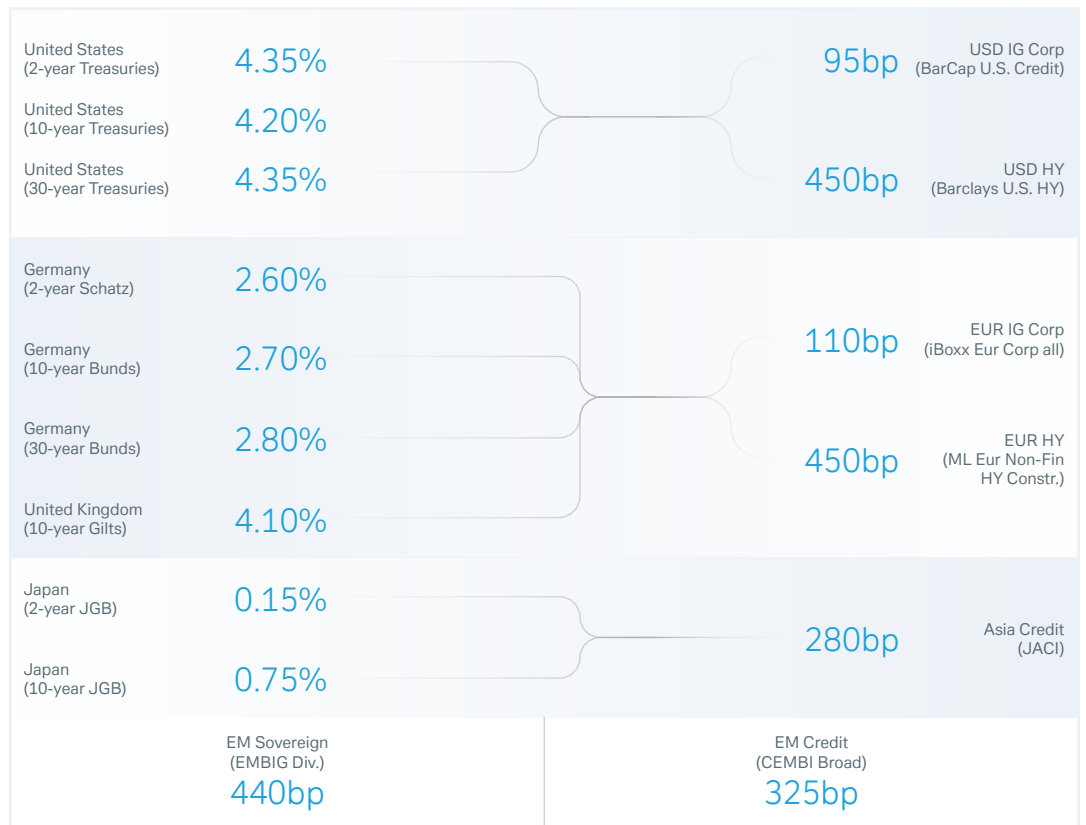 United States
(2-year Treasuries)
4.35%
United States
(10-year Treasuries)
4.20%
United States
(30-year Treasuries)
4.35%
95bp
USD IG Corp
(BarCap U.S. Credit)
450bp
USD HY
(Barclays U.S. HY)
Germany
(2-year Schatz)
2.60%
Germany
(10-year Bunds)
2.70%
Germany
(30-year Bunds)
2.80%
United Kingdom
(10-year Gilts)
4.10%
110bp
EUR IG Corp
(iBoxx Eur Corp all)
450bp
EUR HY
(ML Eur Non-Fin
HY Constr.)
Japan
(2-year JGB)
0.15%
Japan
(10-year JGB)
0.75%
280bp
Asia Credit
(JACI)
EM Sovereign
(EMBIG Div.)
440bp
EM Credit
(CEMBI Broad)
325bp